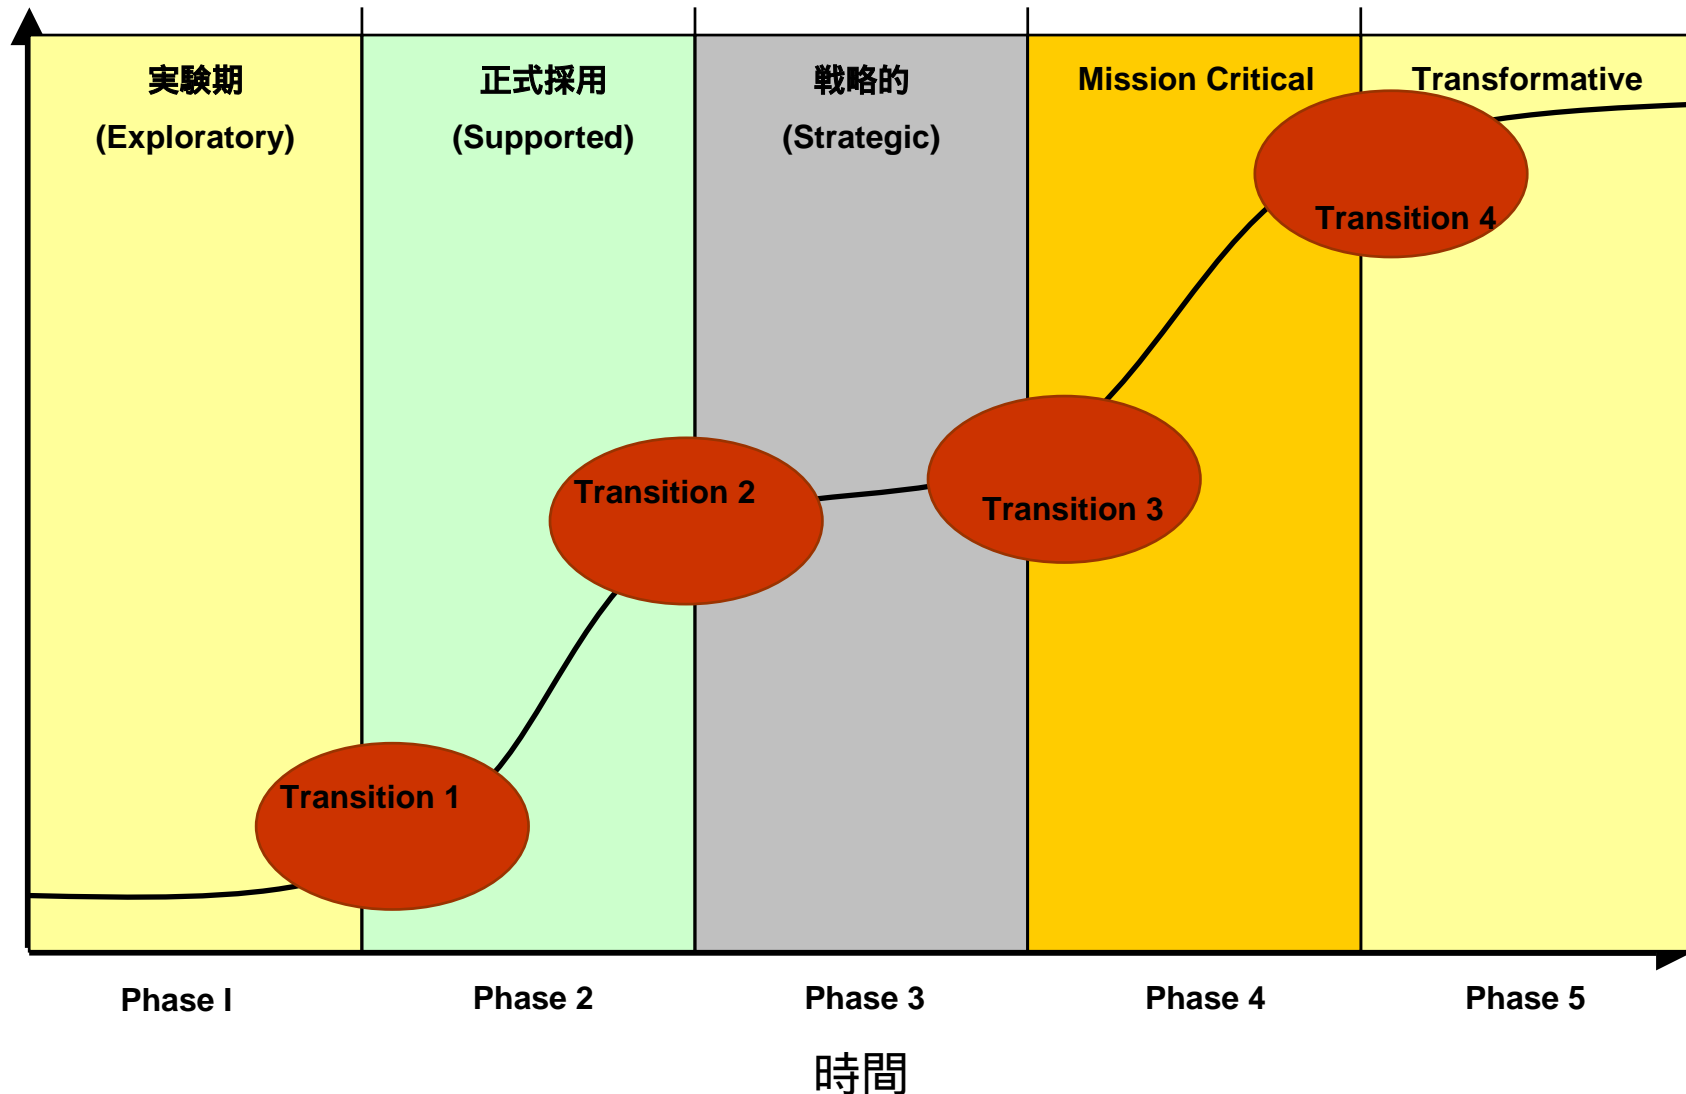 実験期
(Exploratory)
正式採用
(Supported)
戦略的
(Strategic)
Mission Critical
Transformative
Transition 4
Transition 2
Transition 3
Transition 1
Phase I
Phase 2
Phase 3
Phase 4
Phase 5
時間